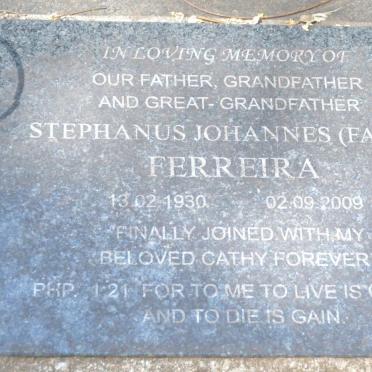 IN LOVING MEMORY OF
OUR FATHER, GRANDFATHER
AND GREAT- GRANDFATHER
STEPHANUS JOHANNES (FA
FERREIRA
13.02.1930 02.09.2009
"FINALLY JOINED WITH MY
BELOVED CATHY FOREVER"
PHP. 1:21 FOR TO ME TO LIVE IS
AND TO DIE IS GAIN.